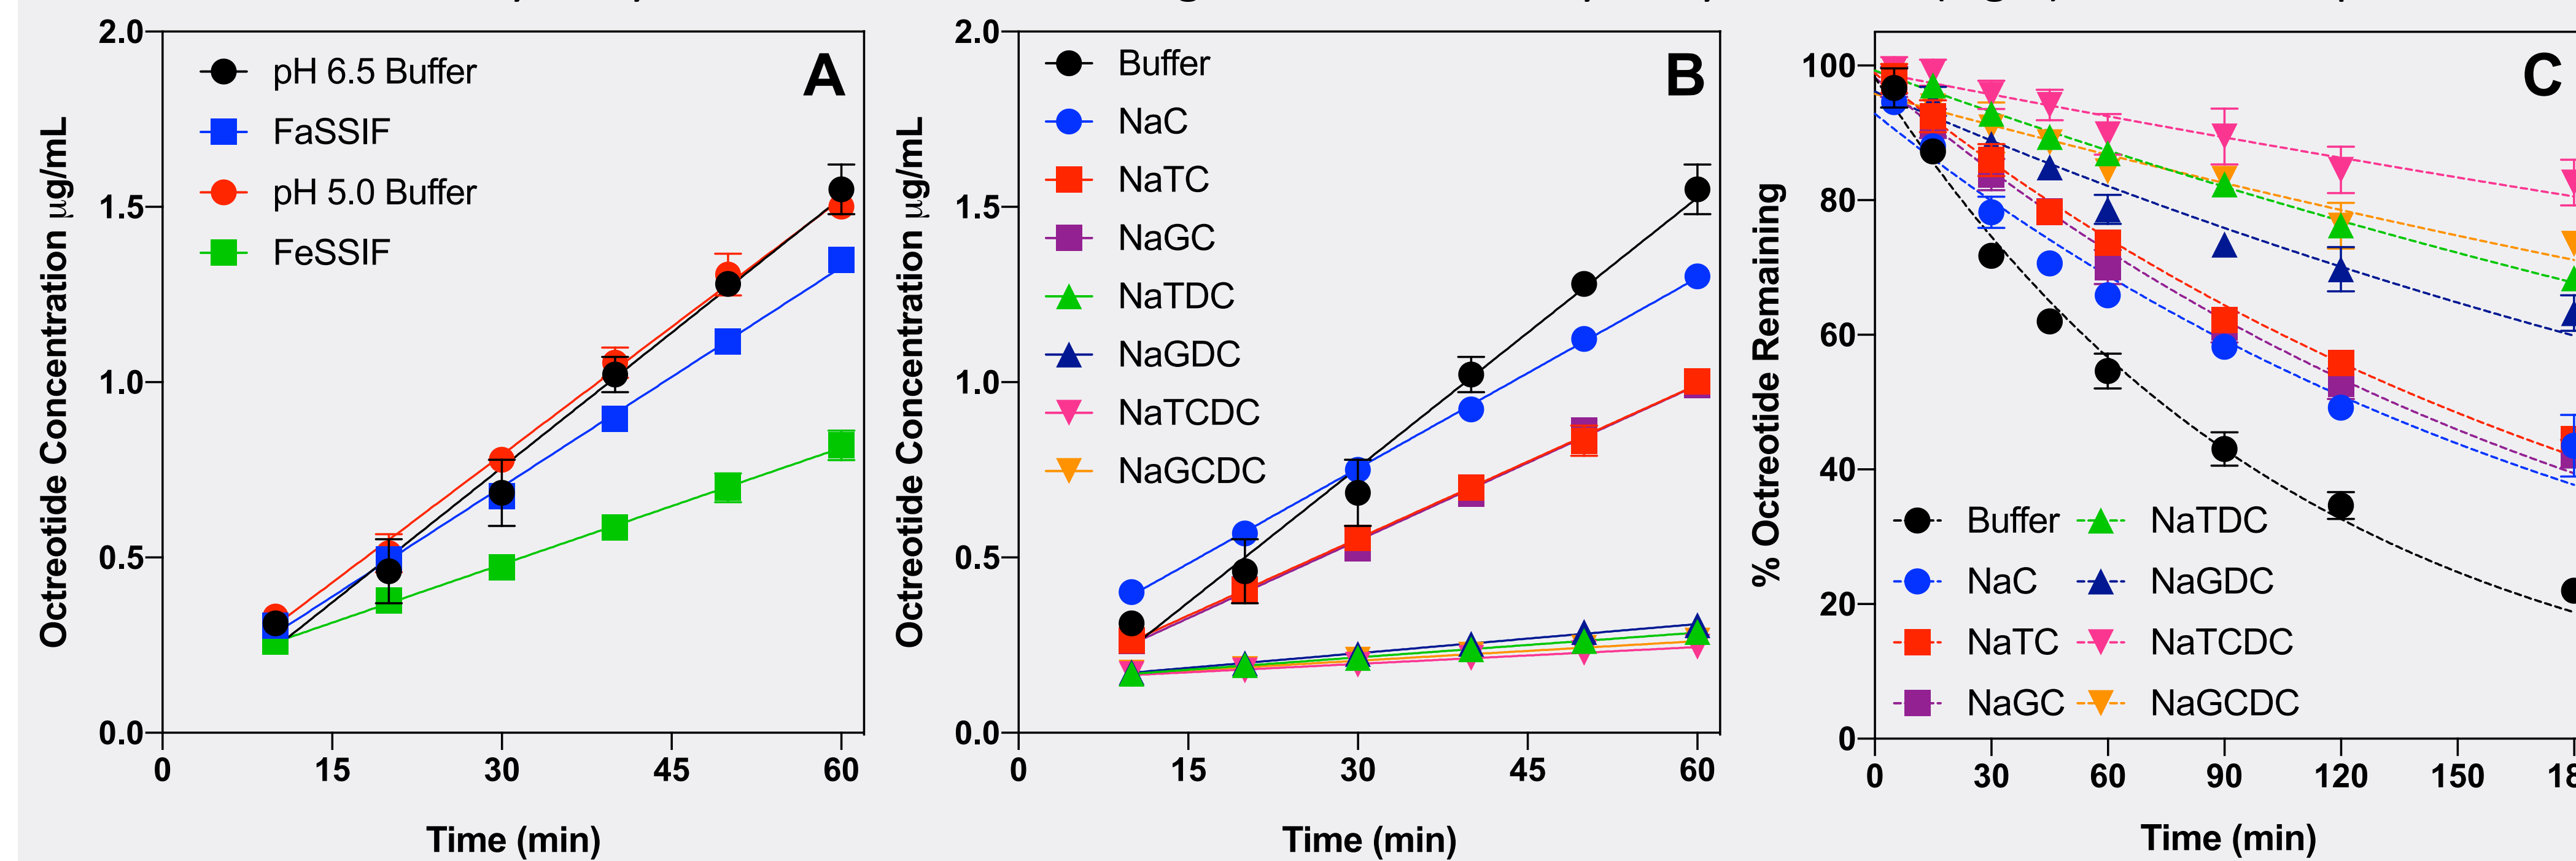 A
2.0
1.5
1.0
0.5
0.0
Octreotide Concentration µg/mL
pH 6.5 Buffer
FaSSIF
pH 5.0 Buffer
FeSSIF
0 15 30 45 60
Time (min)
B
2.0
1.5
1.0
0.5
0.0
Octreotide Concentration µg/mL
Buffer
NaC
NaTC
NaGC
NaTDC
NaGDC
NaTCDC
NaGCDC
0 15 30 45 60
Time (min)
C
100
80
60
40
20
0
% Octreotide Remaining
Buffer NaTDC
NaC NaGDC
NaTC NaTCDC
NaGC NaGCDC
0 30 60 90 120 150
Time (min)